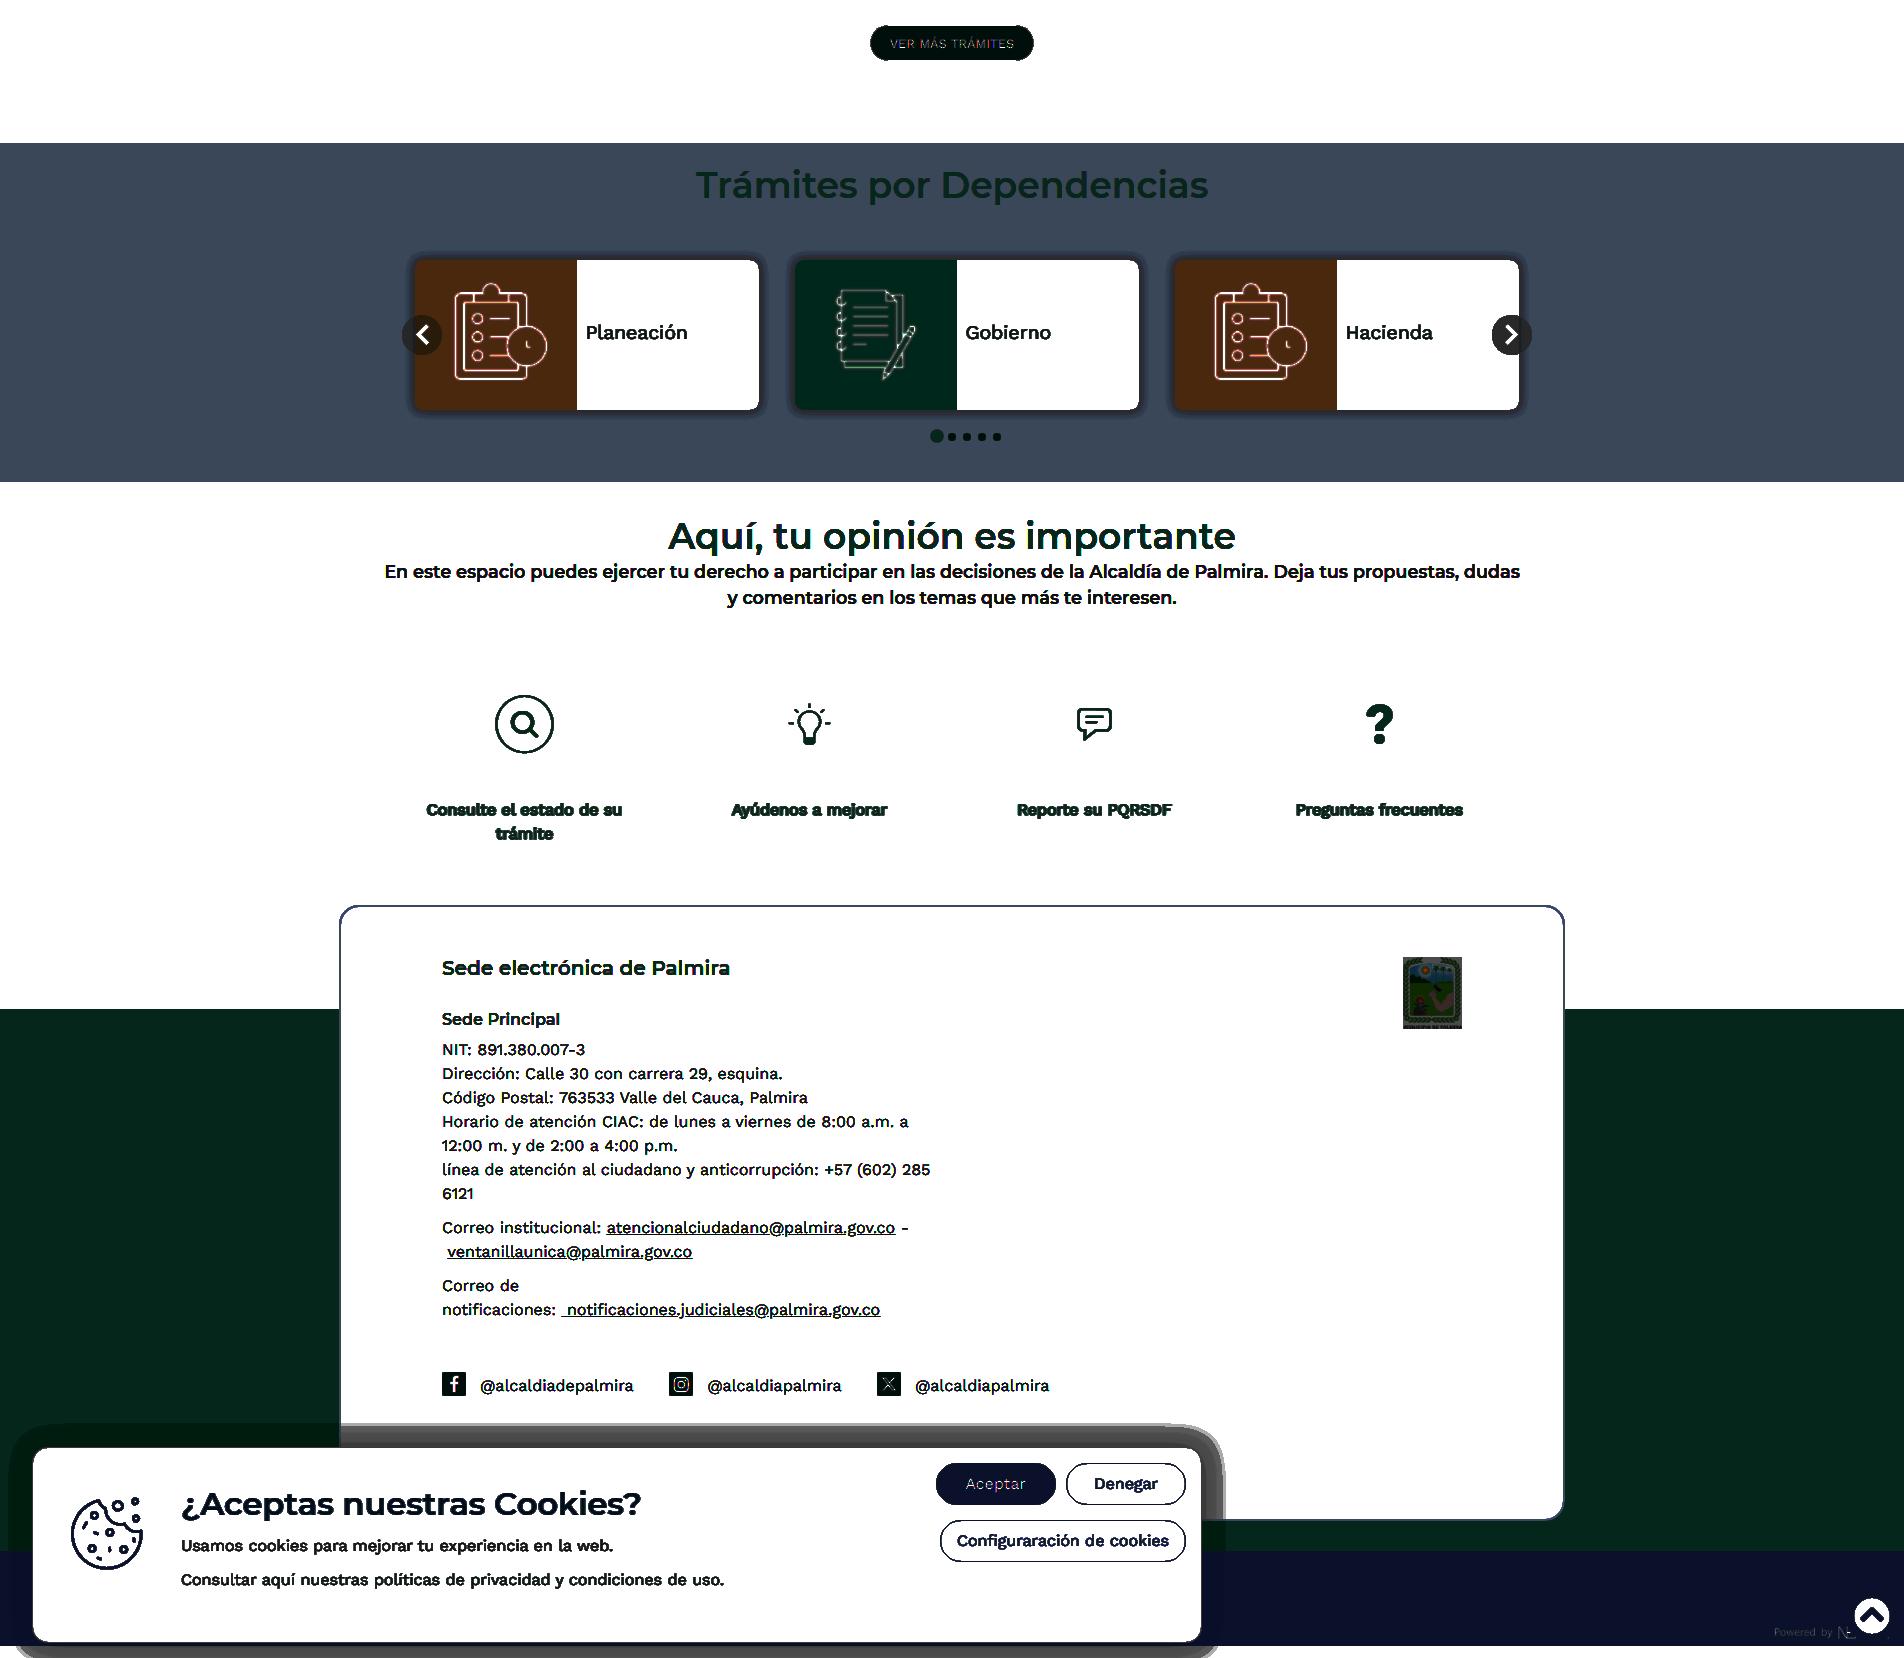 VER MÁS TRÁMITES
Trámites por Dependencias
Planeación
Gobierno
Hacienda
Aquí, tu opinión es importante
En este espacio puedes ejercer tu derecho a participar en las decisiones de la Alcaldía de Palmira. Deja tus propuestas, dudas
y comentarios en los temas que más te interesen.
Consulte el estado de su
trámite
Ayúdenos a mejorar
Reporte su PQRSDF
Preguntas frecuentes
Sede electrónica de Palmira
Sede Principal
NIT: 891.380.007-3
Dirección: Calle 30 con carrera 29, esquina.
Código Postal: 763533 Valle del Cauca, Palmira
Horario de atención CIAC: de lunes a viernes de 8:00 a.m. a
12:00 m. y de 2:00 a 4:00 p.m.
línea de atención al ciudadano y anticorrupción: +57 (602) 285
6121
Correo institucional: atencionalciudadano@palmira.gov.co -
ventanillaunica@palmira.gov.co
Correo de
notificaciones: notificaciones.judiciales@palmira.gov.co
@alcaldiadepalmira
@alcaldiapalmira
@alcaldiapalmira
¿Aceptas nuestras Cookies?
Usamos cookies para mejorar tu experiencia en la web.
Consultar aquí nuestras políticas de privacidad y condiciones de uso.
Aceptar
Denegar
Configuraración de cookies
Powered by